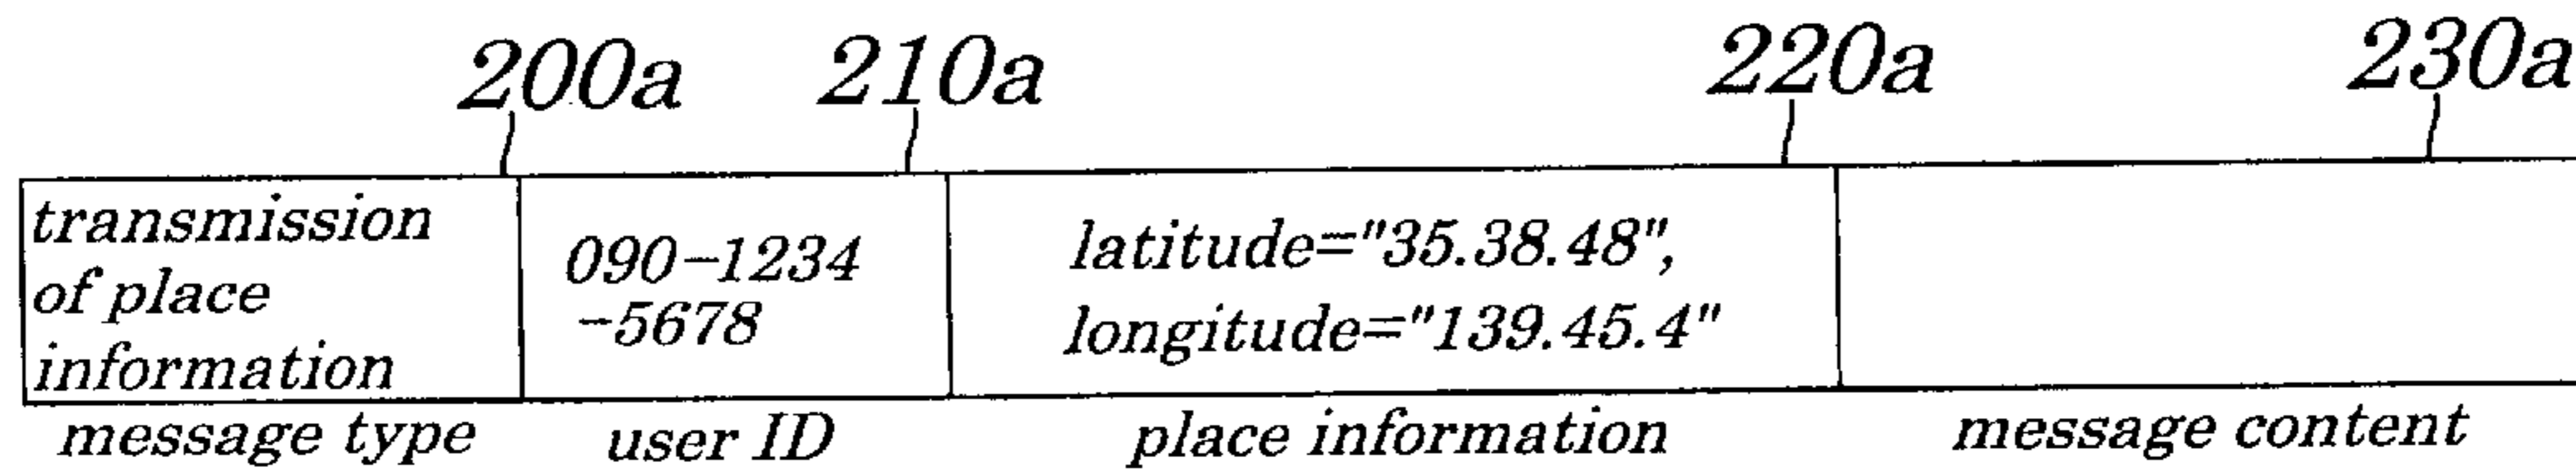 200a 210a 220a 230a
transmission
of place
information
090-1234
-5678
latitude="35.38.48",
longitude="139.45.4"
message type user ID place information message content